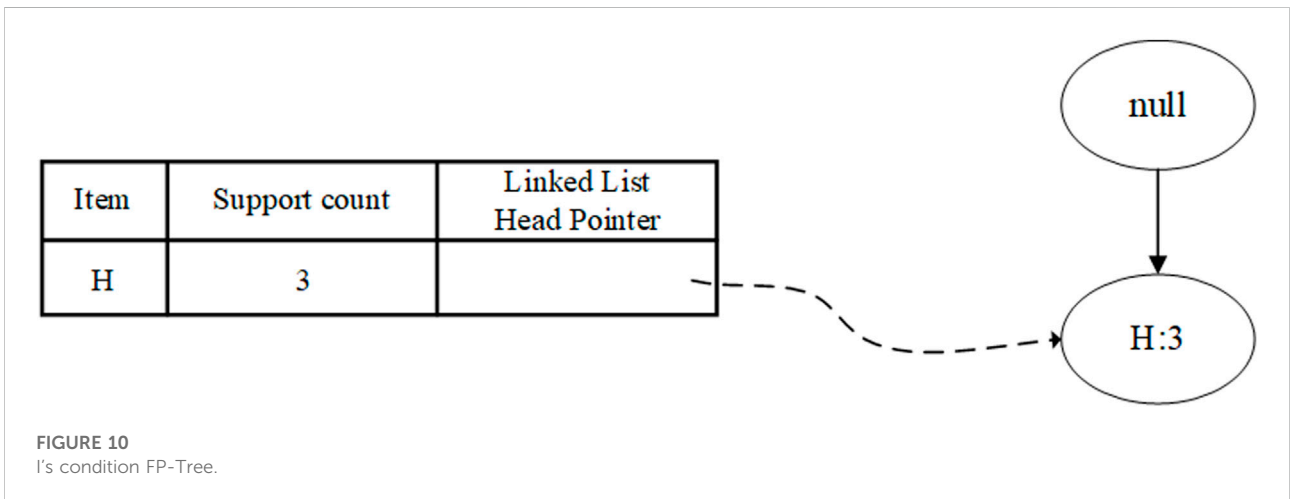 null
Item
Support count
Linked List
Head Pointer
H
3
H:3
FIGURE 10
I's condition FP-Tree.